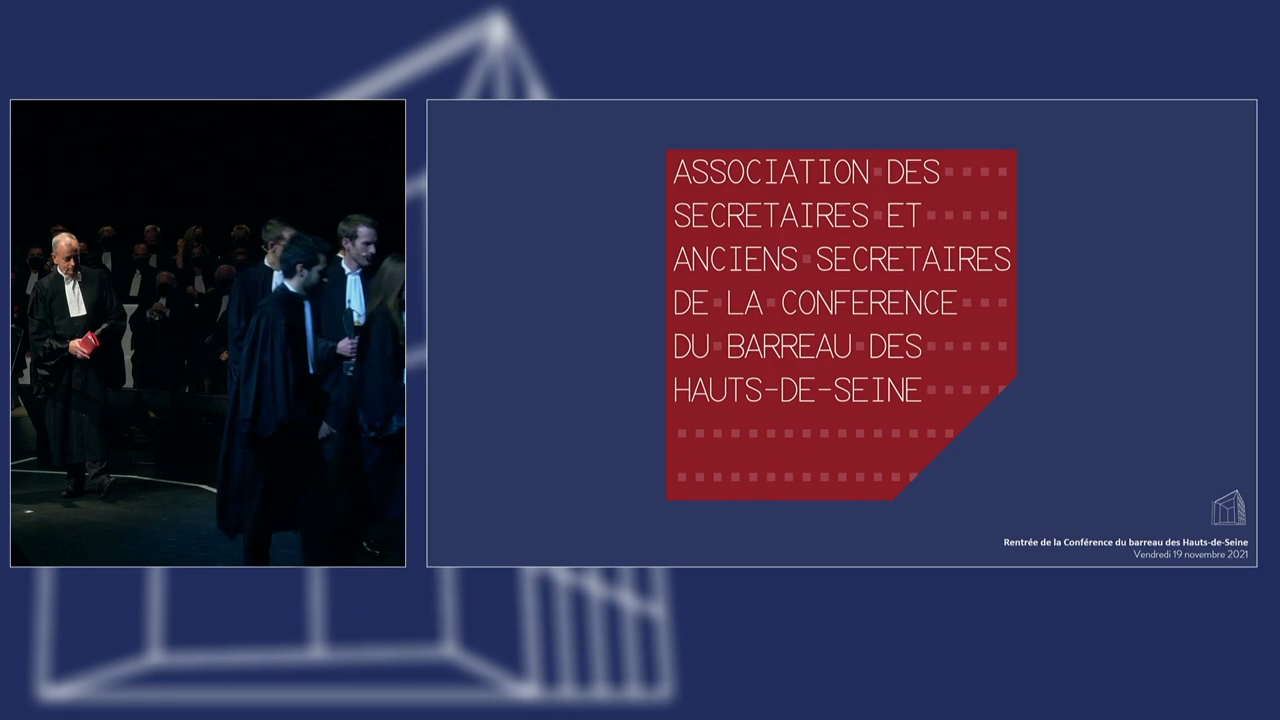 ASSOCIATION DES
SECRETAIRES ET
ANCIENS SECRETAIRES
DE LA CONFERENCE
DU BARREAU DES
HAUTS-DE-SEINE
Rentrée de la Conférence du barreau des Hauts-de-Seine
Vendredi 19 novembre 2021